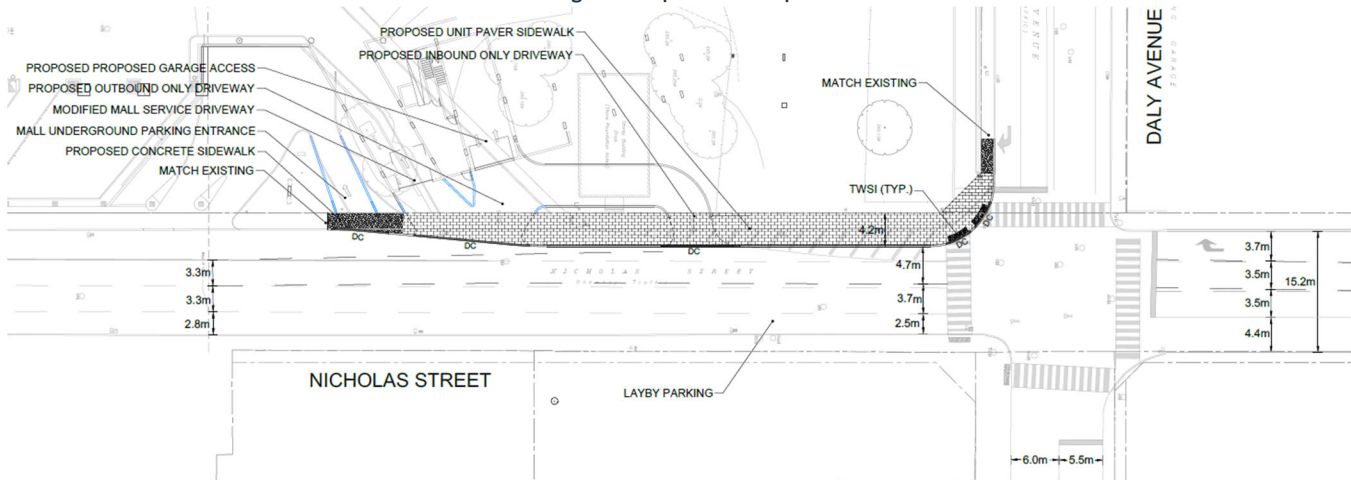 PROPOSED UNIT PAVER SIDEWALK
PROPOSED INBOUND ONLY DRIVEWAY
PROPOSED PROPOSED GARAGE ACCESS
PROPOSED OUTBOUND ONLY DRIVEWAY
MODIFIED MALL SERVICE DRIVEWAY
MALL UNDERGROUND PARKING ENTRANCE
PROPOSED CONCRETE SIDEWALK
MATCH EXISTING
MATCH EXISTING
DALY AVENUE
TWSI (TYP.)
4.2m
DC
DC
DC
DC
DC
NICHOLAS STREET
3.3m
3.3m
2.8m
4.7m
3.7m
2.5m
3.7m
3.5m
3.5m
4.4m
15.2m
NICHOLAS STREET
LAYBY PARKING
6.0m
5.5m